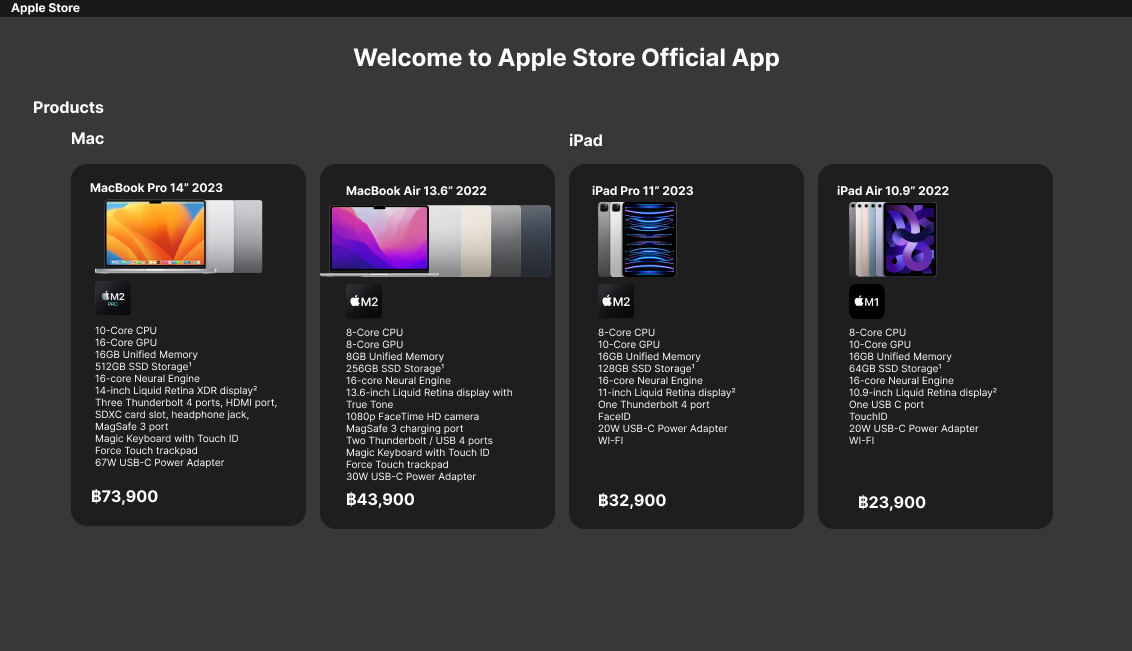 Apple Store
Welcome to Apple Store Official App
Products
Mac
MacBook Pro 14” 2023
M2
PRO
10-Core CPU
16-Core GPU
16GB Unified Memory
512GB SSD Storage¹
16-core Neural Engine
14-inch Liquid Retina XDR display²
Three Thunderbolt 4 ports, HDMI port,
SDXC card slot, headphone jack,
MagSafe 3 port
Magic Keyboard with Touch ID
Force Touch trackpad
67W USB-C Power Adapter
฿73,900
MacBook Air 13.6” 2022
M2
8-Core CPU
8-Core GPU
8GB Unified Memory
256GB SSD Storage¹
16-core Neural Engine
13.6-inch Liquid Retina display with
True Tone
1080p FaceTime HD camera
MagSafe 3 charging port
Two Thunderbolt / USB 4 ports
Magic Keyboard with Touch ID
Force Touch trackpad
30W USB-C Power Adapter
฿43,900
iPad
iPad Pro 11” 2023
M2
8-Core CPU
10-Core GPU
16GB Unified Memory
128GB SSD Storage¹
16-core Neural Engine
11-inch Liquid Retina display²
One Thunderbolt 4 port
FaceID
20W USB-C Power Adapter
WI-FI
฿32,900
iPad Air 10.9” 2022
M1
8-Core CPU
10-Core GPU
16GB Unified Memory
64GB SSD Storage¹
16-core Neural Engine
10.9-inch Liquid Retina display²
One USB C port
TouchID
20W USB-C Power Adapter
WI-FI
฿23,900